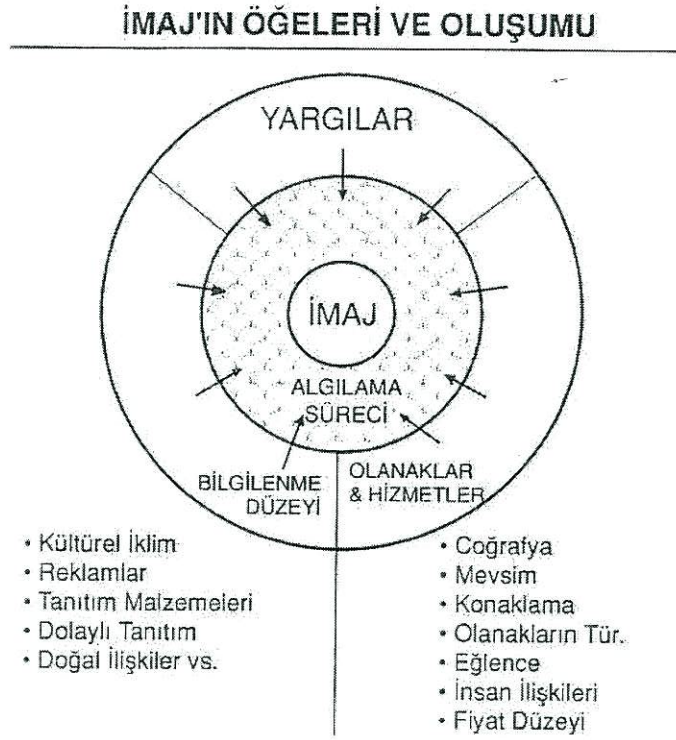 İMAJ'IN ÖĞELERİ VE OLUŞUMU
YARGILAR
İMAJ
ALGILAMA
SÜRECİ
BİLGİLENME
DÜZEYİ
OLANAKLAR
& HİZMETLER
• Kültürel İklim
• Reklamlar
• Tanıtım Malzemeleri
• Dolaylı Tanıtım
• Doğal İlişkiler vs.
• Coğrafya
• Mevsim
• Konaklama
• Olanakların Tür.
• Eğlence
• İnsan İlişkileri
• Fiyat Düzeyi